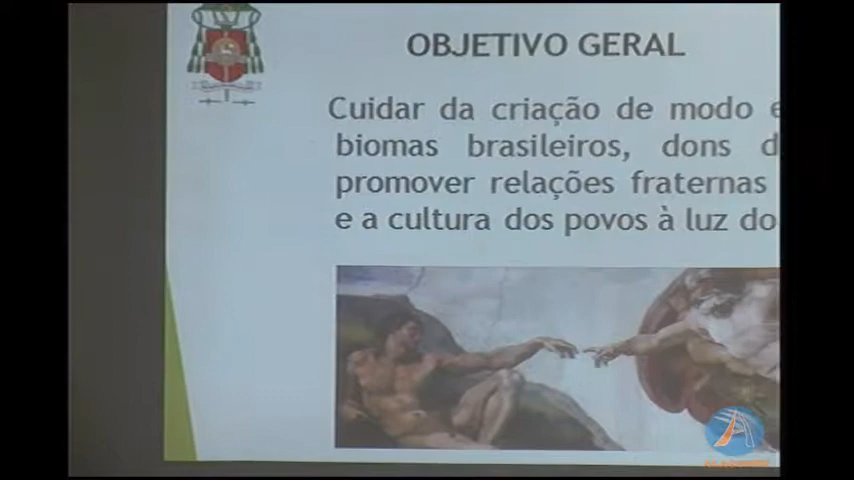 OBJETIVO GERAL
Cuidar da criação de modo
biomas brasileiros, dons
promover relações fraternas
e a cultura dos povos à luz do